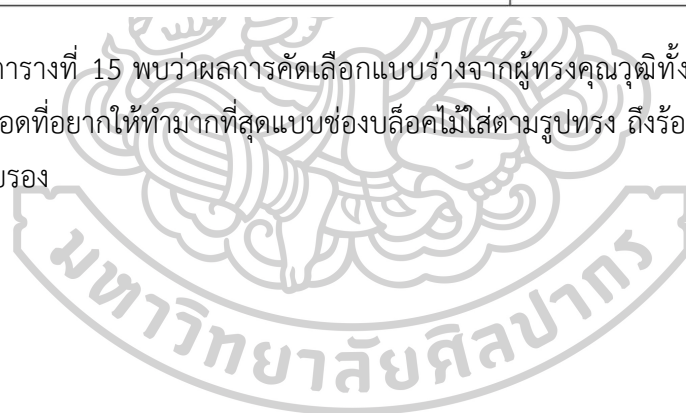 ตารางที่ 15 พบว่าผลการคัดเลือกแบบร่างจากผู้ทรงคุณวุฒิทั้ง
อดที่อยากให้ทำมากที่สุดแบบช่องบล็อคไม้ใส่ตามรูปทรง ถึงร้อ
บรอง
มหาวิทยาลัยศิลปากร